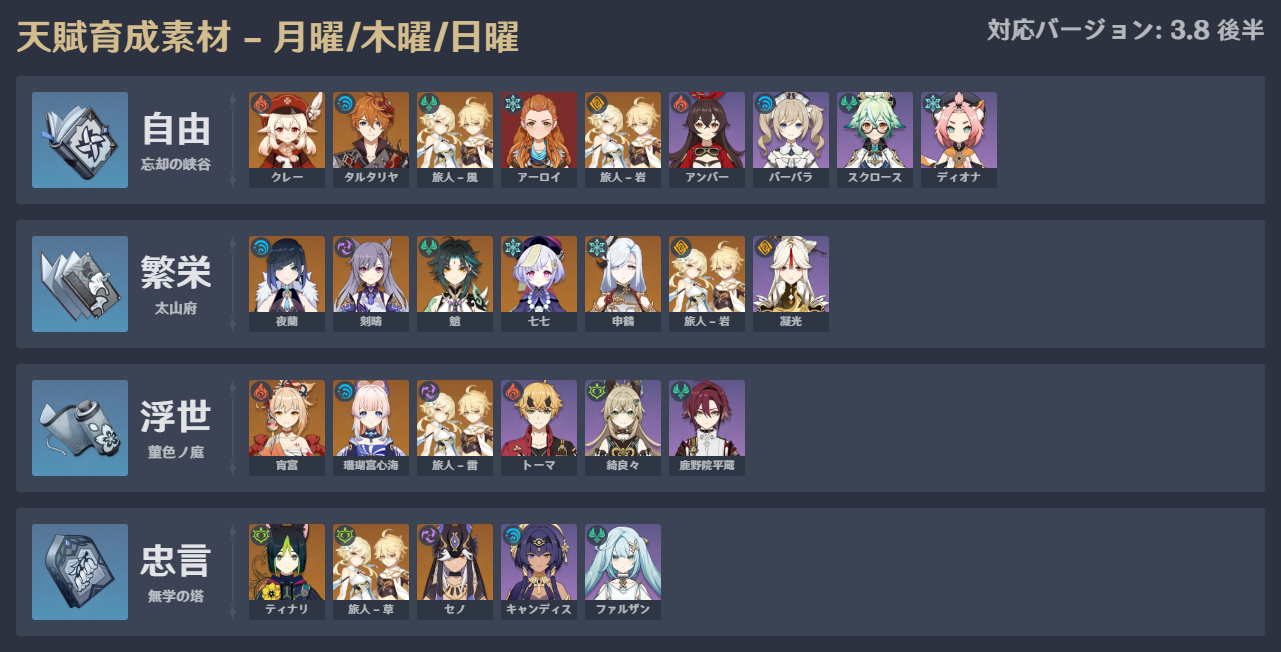 天賦育成素材 – 月曜/木曜/日曜
対応バージョン: 3.8 後半
自由
忘却の峡谷
クレー
タルタリヤ
旅人 – 風
アーロイ
旅人 – 岩
アンバー
バーバラ
スクロース
ディオナ
繁栄
太山府
夜蘭
刻晴
魈
七七
申鶴
旅人 – 岩
凝光
浮世
菫色ノ庭
宵宮
珊瑚宮心海
旅人 – 雷
トーマ
綺良々
鹿野院平蔵
忠言
無学の塔
ティナリ
旅人 – 草
セノ
キャンディス
ファルザン